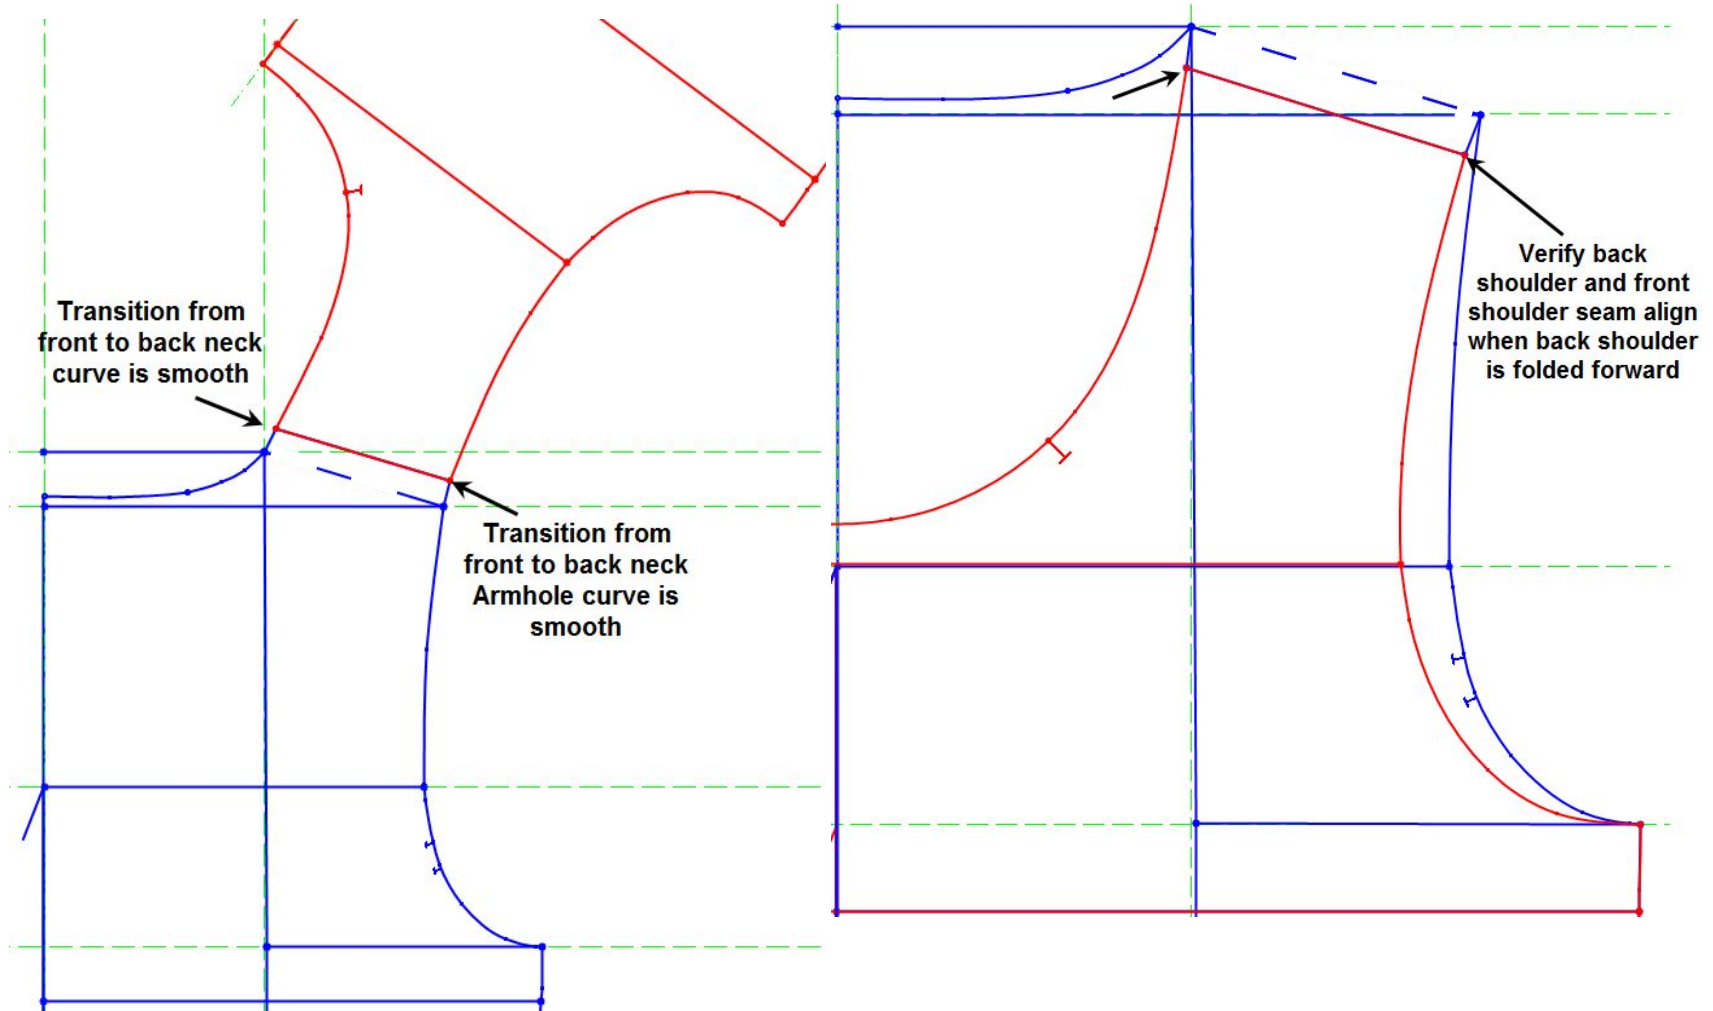 Transition from
front to back neck
curve is smooth
Transition from
front to back neck
Armhole curve is
smooth
Verify back
shoulder and front
shoulder seam align
when back shoulder
is folded forward